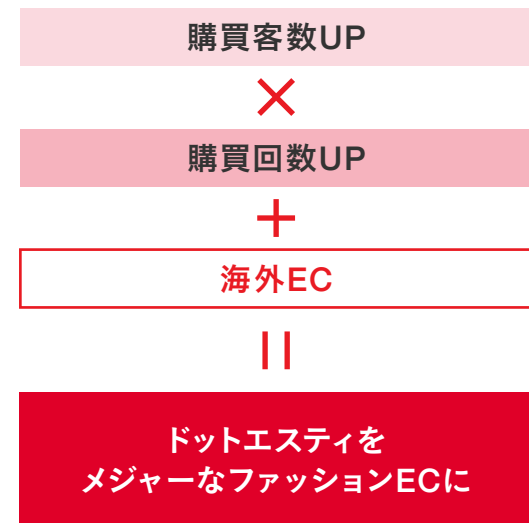 購買客数UP
×
購買回数UP
+
海外EC
=
ドットエスティを
メジャーなファッションECに